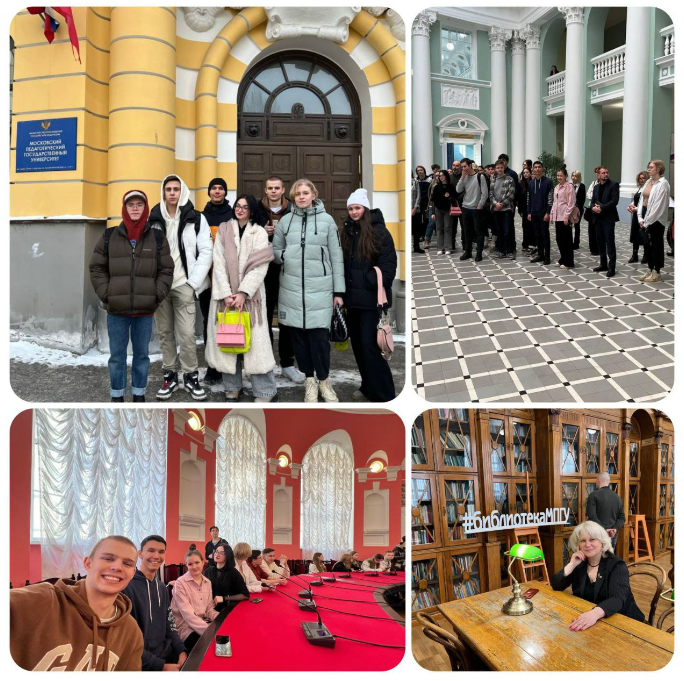 МОСКОВСКИЙ
ПЕДАГОГИЧЕСКИЙ
ГОСУДАРСТВЕННЫЙ
УНИВЕРСИТЕТ
#библиотекаМПГУ
GAP